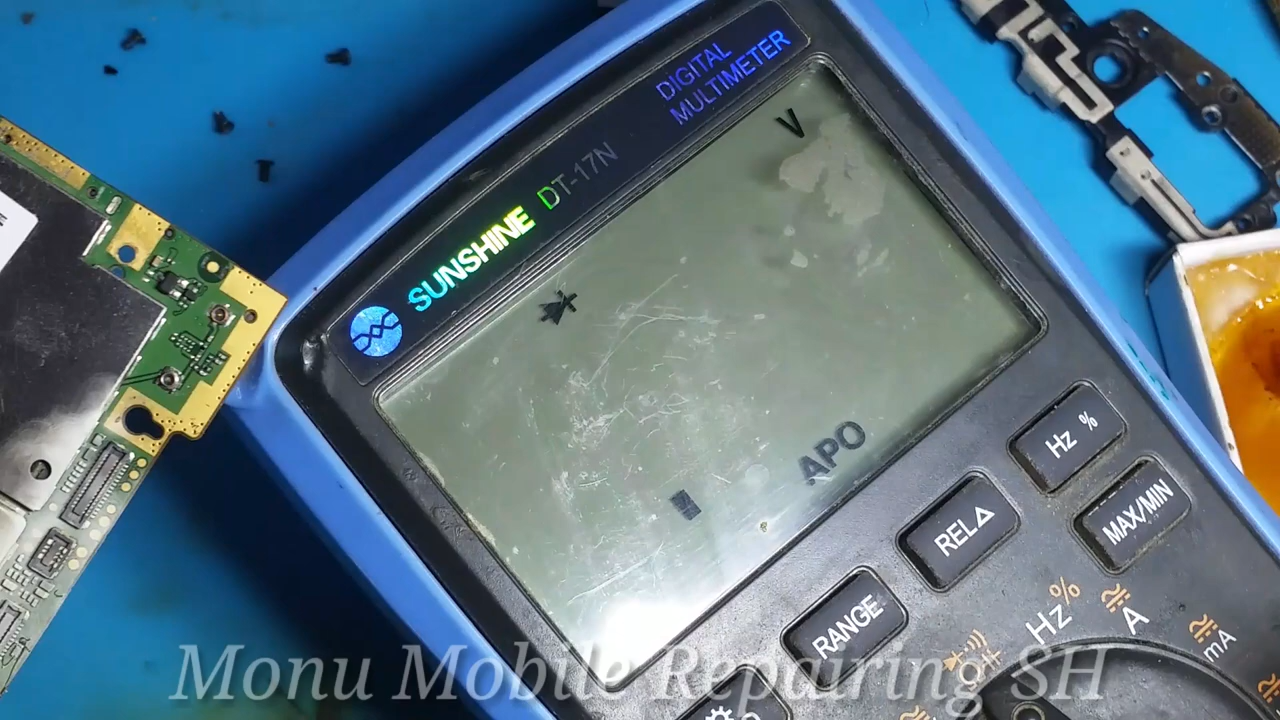 DIGITAL
MULTIMETER
SUNSHINE DT-17N
V
APO
Hz %
MAX/MIN
REL△
RANGE
Hz%
A
mA
Monu Mobile Repairing SH